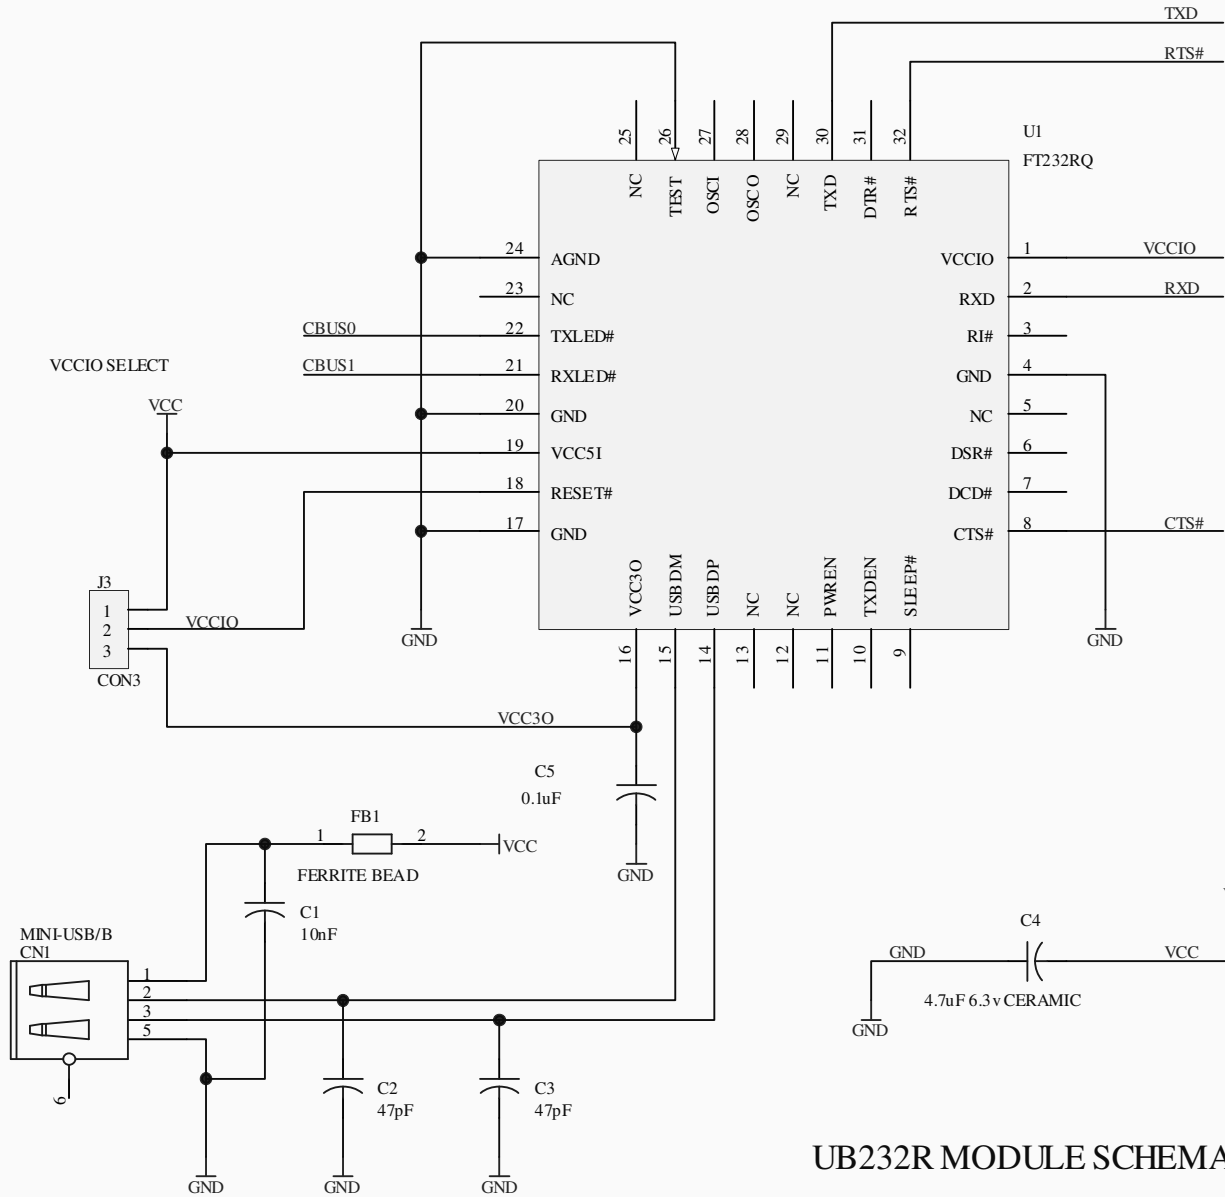 TXD
RTS#
U1
FT232RQ
25
26
27
28
29
30
31
32
NC
TEST
OSCI
OSCO
NC
TXD
DTR#
RTS#
24
AGND
VCCIO
1
VCCIO
23
NC
RXD
2
RXD
CBUS0
22
TXLED#
RI#
3
VCCIO SELECT
CBUS1
21
RXLED#
GND
4
VCC
20
GND
NC
5
19
VCC5I
DSR#
6
18
RESET#
DCD#
7
17
GND
CTS#
8
CTS#
VCC3O
USBDM
USBDP
NC
NC
PWREN
TXDEN
SLEEP#
J3
1
2
3
VCCIO
CON3
GND
GND
16
15
14
13
12
11
10
9
VCC3O
C5
0.1uF
GND
FB1
1
2
VCC
FERRITE BEAD
C1
10nF
MINI-USB/B
CN1
1
2
3
5
6
C4
GND
VCC
4.7uF 6.3v CERAMIC
GND
C2
47pF
C3
47pF
GND
GND
GND
UB232R MODULE SCHEMA